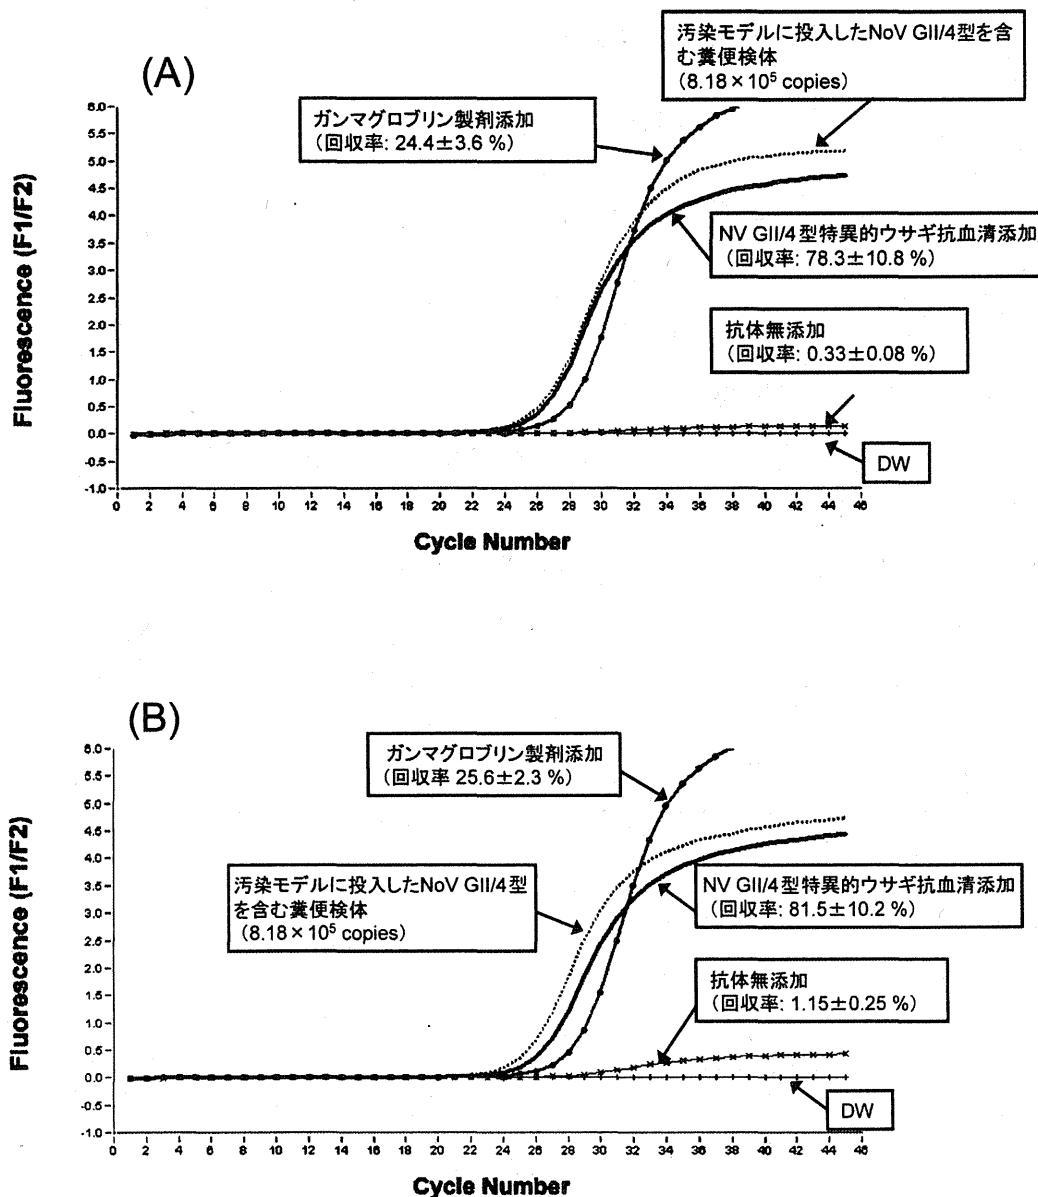 (A)
汚染モデルに投入したNoV GII/4型を含
む糞便検体
(8.18×10⁵ copies)
ガンマグロブリン製剤添加
(回収率: 24.4±3.6 %)
NV GII/4型特異的ウサギ抗血清添加
(回収率: 78.3±10.8 %)
抗体無添加
(回収率: 0.33±0.08 %)
DW
Fluorescence (F1/F2)
6.0
5.5
5.0
4.5
4.0
3.5
3.0
2.5
2.0
1.5
1.0
0.5
0.0
-0.5
-1.0
0 2 4 6 8 10 12 14 16 18 20 22 24 26 28 30 32 34 36 38 40 42 44 46
Cycle Number
(B)
ガンマグロブリン製剤添加
(回収率 25.6±2.3 %)
汚染モデルに投入したNoV GII/4型
を含む糞便検体
(8.18×10⁵ copies)
NV GII/4型特異的ウサギ抗血清添加
(回収率: 81.5±10.2 %)
抗体無添加
(回収率: 1.15±0.25 %)
DW
Fluorescence (F1/F2)
6.0
5.5
5.0
4.5
4.0
3.5
3.0
2.5
2.0
1.5
1.0
0.5
0.0
-0.5
-1.0
0 2 4 6 8 10 12 14 16 18 20 22 24 26 28 30 32 34 36 38 40 42 44 46
Cycle Number